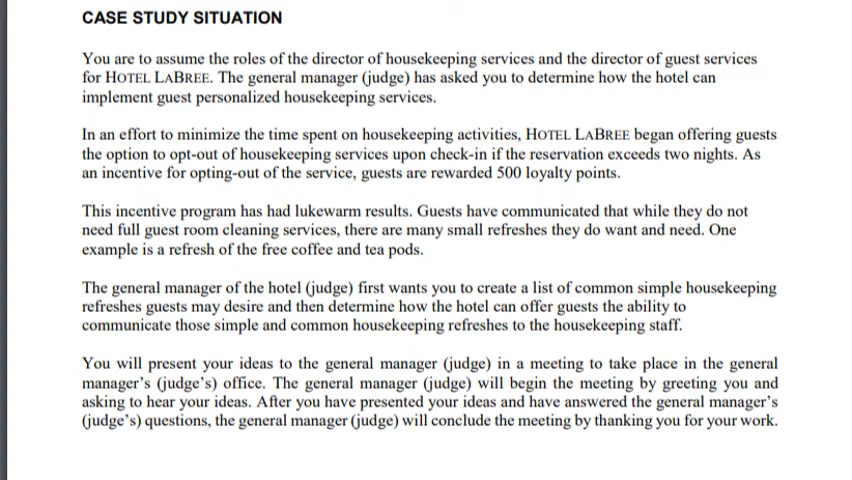 CASE STUDY SITUATION
You are to assume the roles of the director of housekeeping services and the director of guest services
for HOTEL LABREE. The general manager (judge) has asked you to determine how the hotel can
implement guest personalized housekeeping services.
In an effort to minimize the time spent on housekeeping activities, HOTEL LABREE began offering guests
the option to opt-out of housekeeping services upon check-in if the reservation exceeds two nights. As
an incentive for opting-out of the service, guests are rewarded 500 loyalty points.
This incentive program has had lukewarm results. Guests have communicated that while they do not
need full guest room cleaning services, there are many small refreshes they do want and need. One
example is a refresh of the free coffee and tea pods.
The general manager of the hotel (judge) first wants you to create a list of common simple housekeeping
refreshes guests may desire and then determine how the hotel can offer guests the ability to
communicate those simple and common housekeeping refreshes to the housekeeping staff.
You will present your ideas to the general manager (judge) in a meeting to take place in the general
manager's (judge's) office. The general manager (judge) will begin the meeting by greeting you and
asking to hear your ideas. After you have presented your ideas and have answered the general manager's
(judge's) questions, the general manager (judge) will conclude the meeting by thanking you for your work.